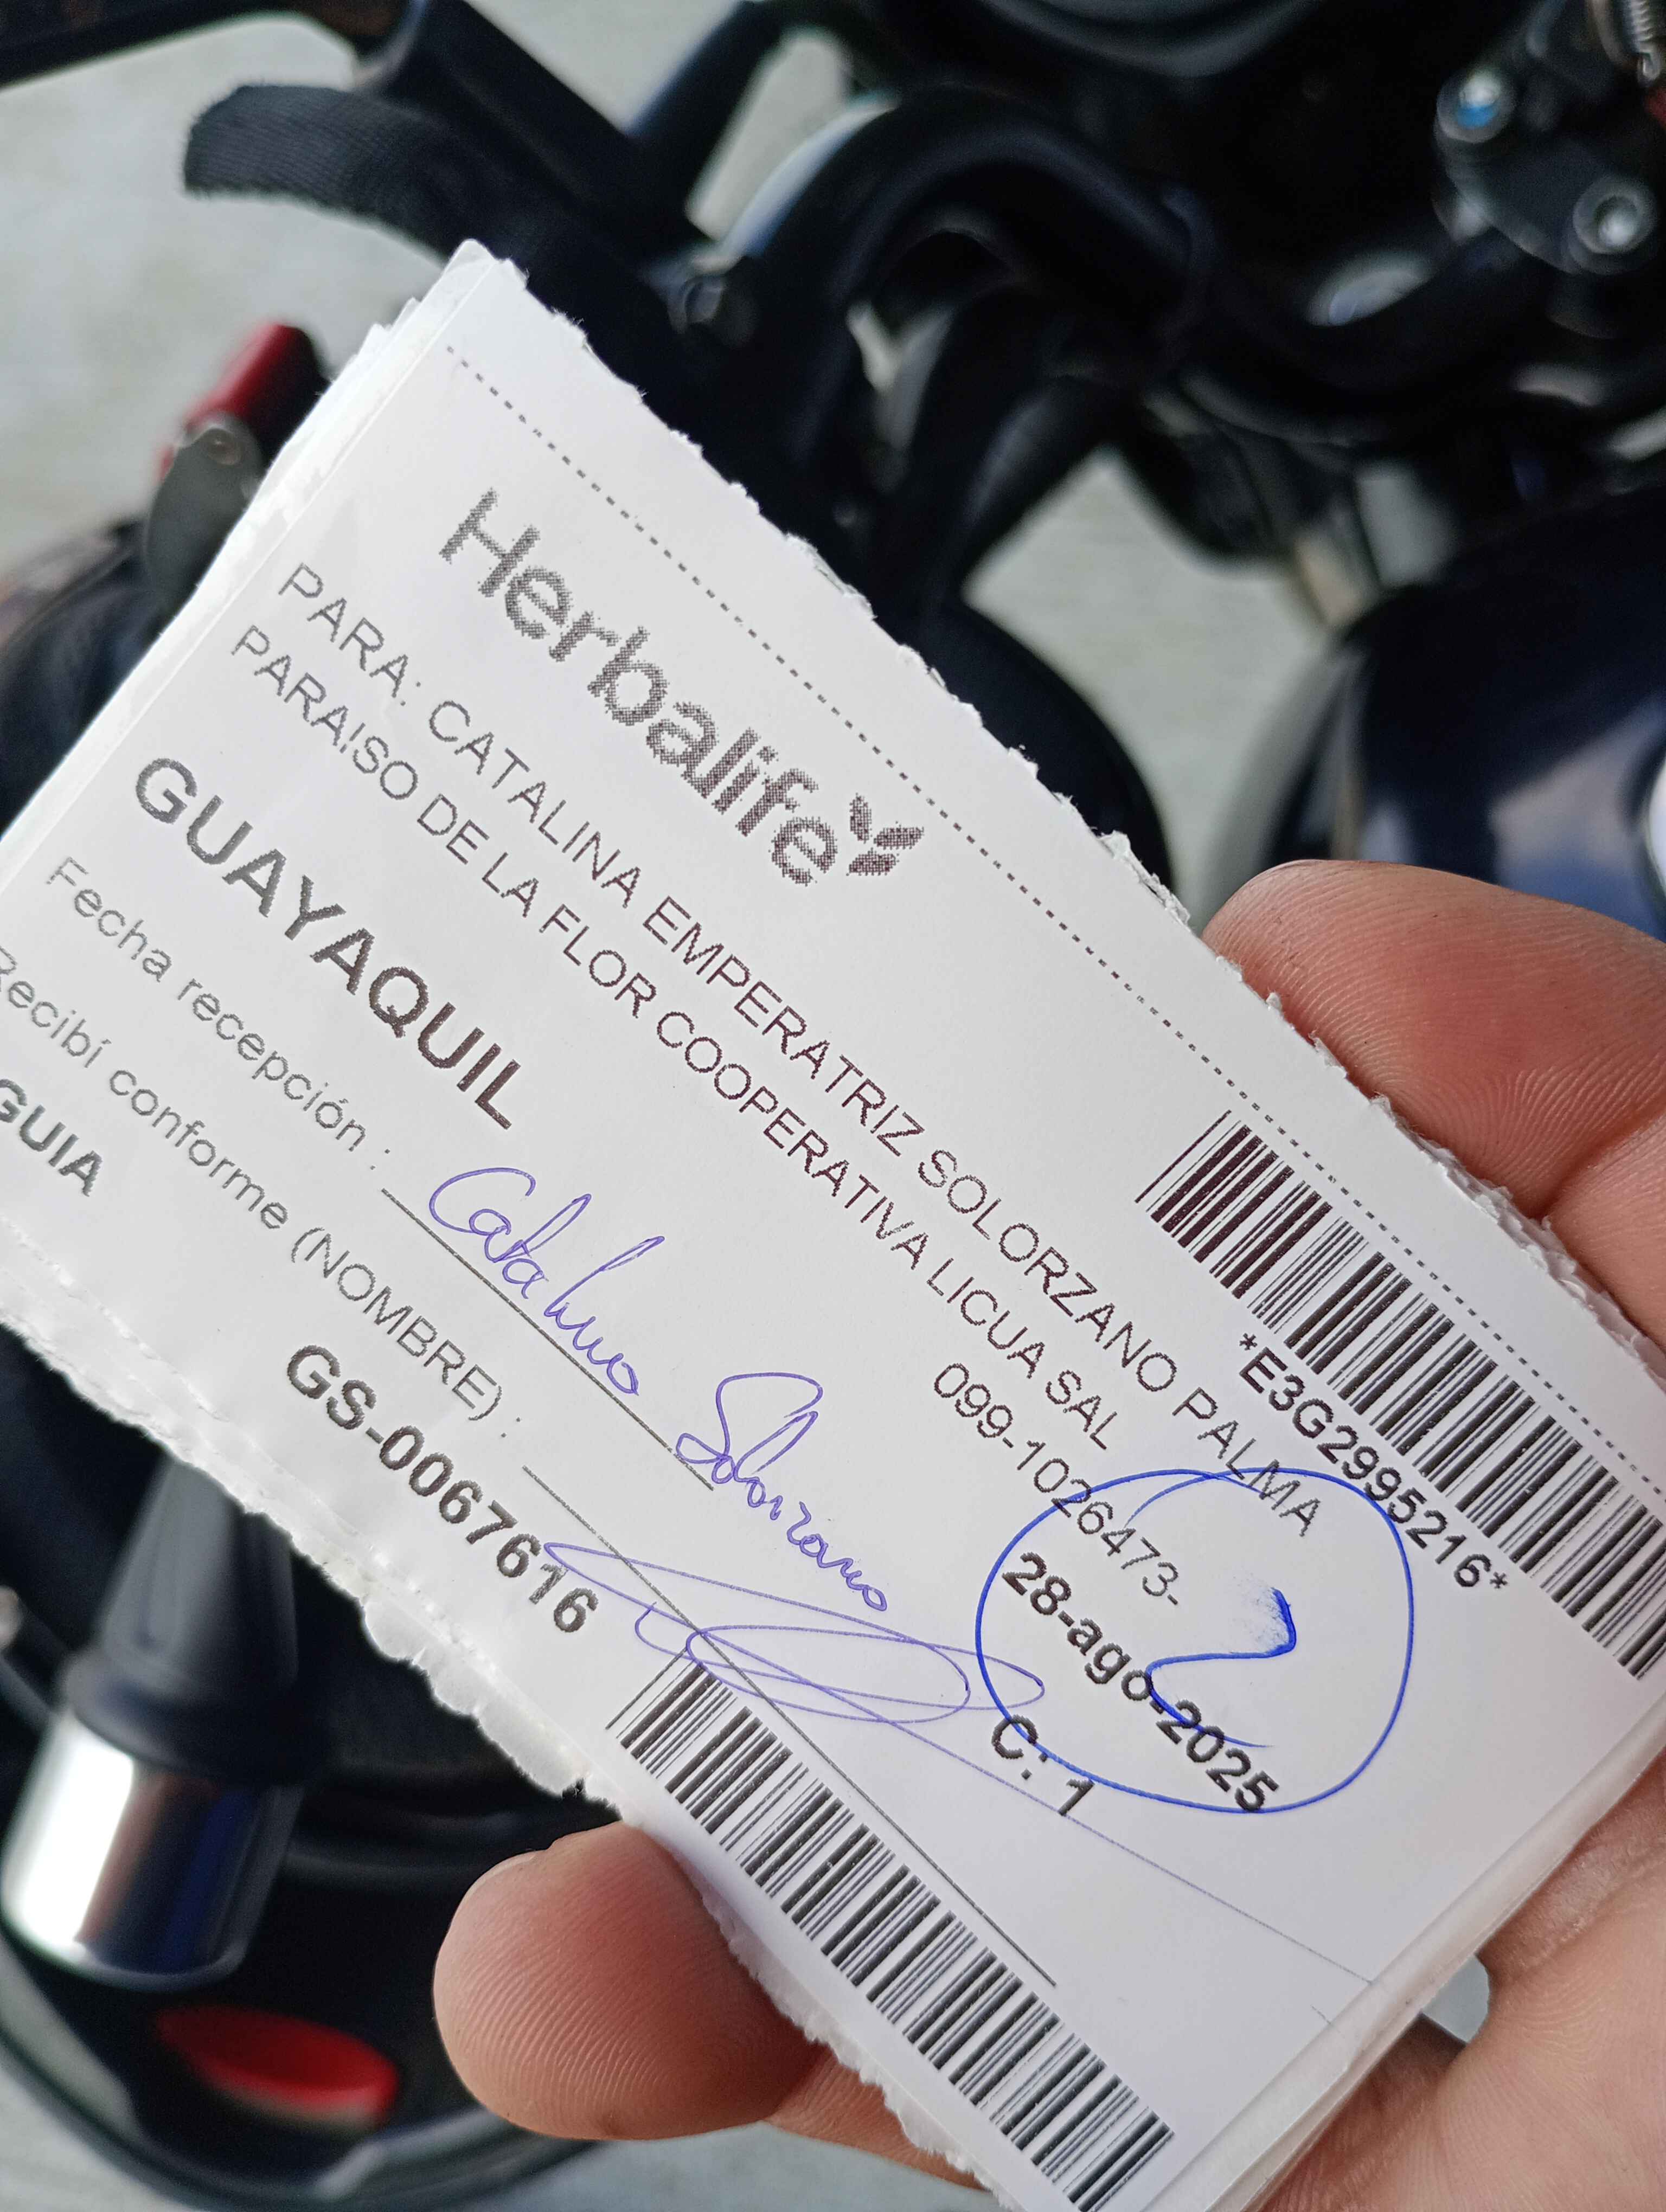 Herbalife
*E3G2995216*
PARA: CATALINA EMPERATRIZ SOLORZANO PALMA
PARAISO DE LA FLOR COOPERATIVA LICUA SAL
099-1026473-
GUAYAQUIL
28-ago-2025
2
Fecha recepción :
Catalina Solorzano
C: 1
Recibí conforme (NOMBRE) :
GUIA
GS-0067616